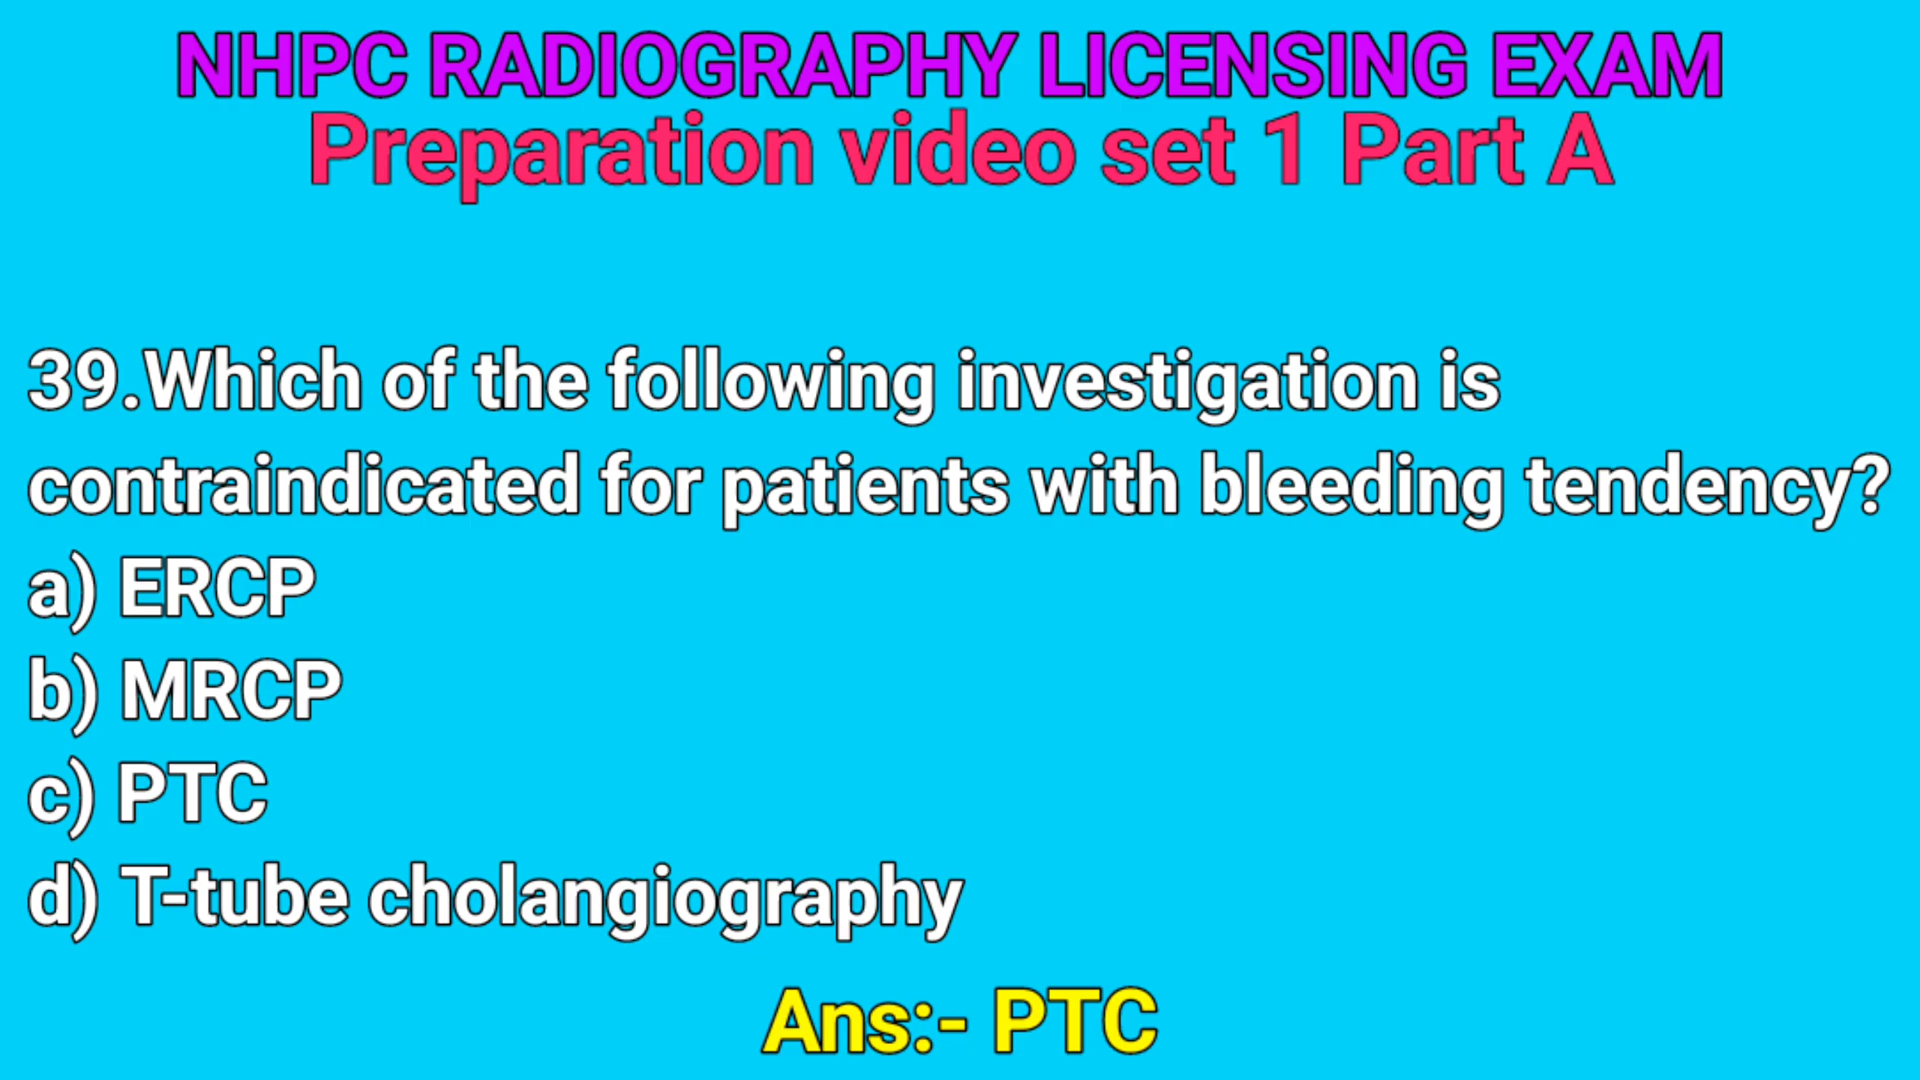 NHPC RADIOGRAPHY LICENSING EXAM
Preparation video set 1 Part A
39.Which of the following investigation is
contraindicated for patients with bleeding tendency?
a) ERCP
b) MRCP
c) PTC
d) T-tube cholangiography
Ans:- PTC